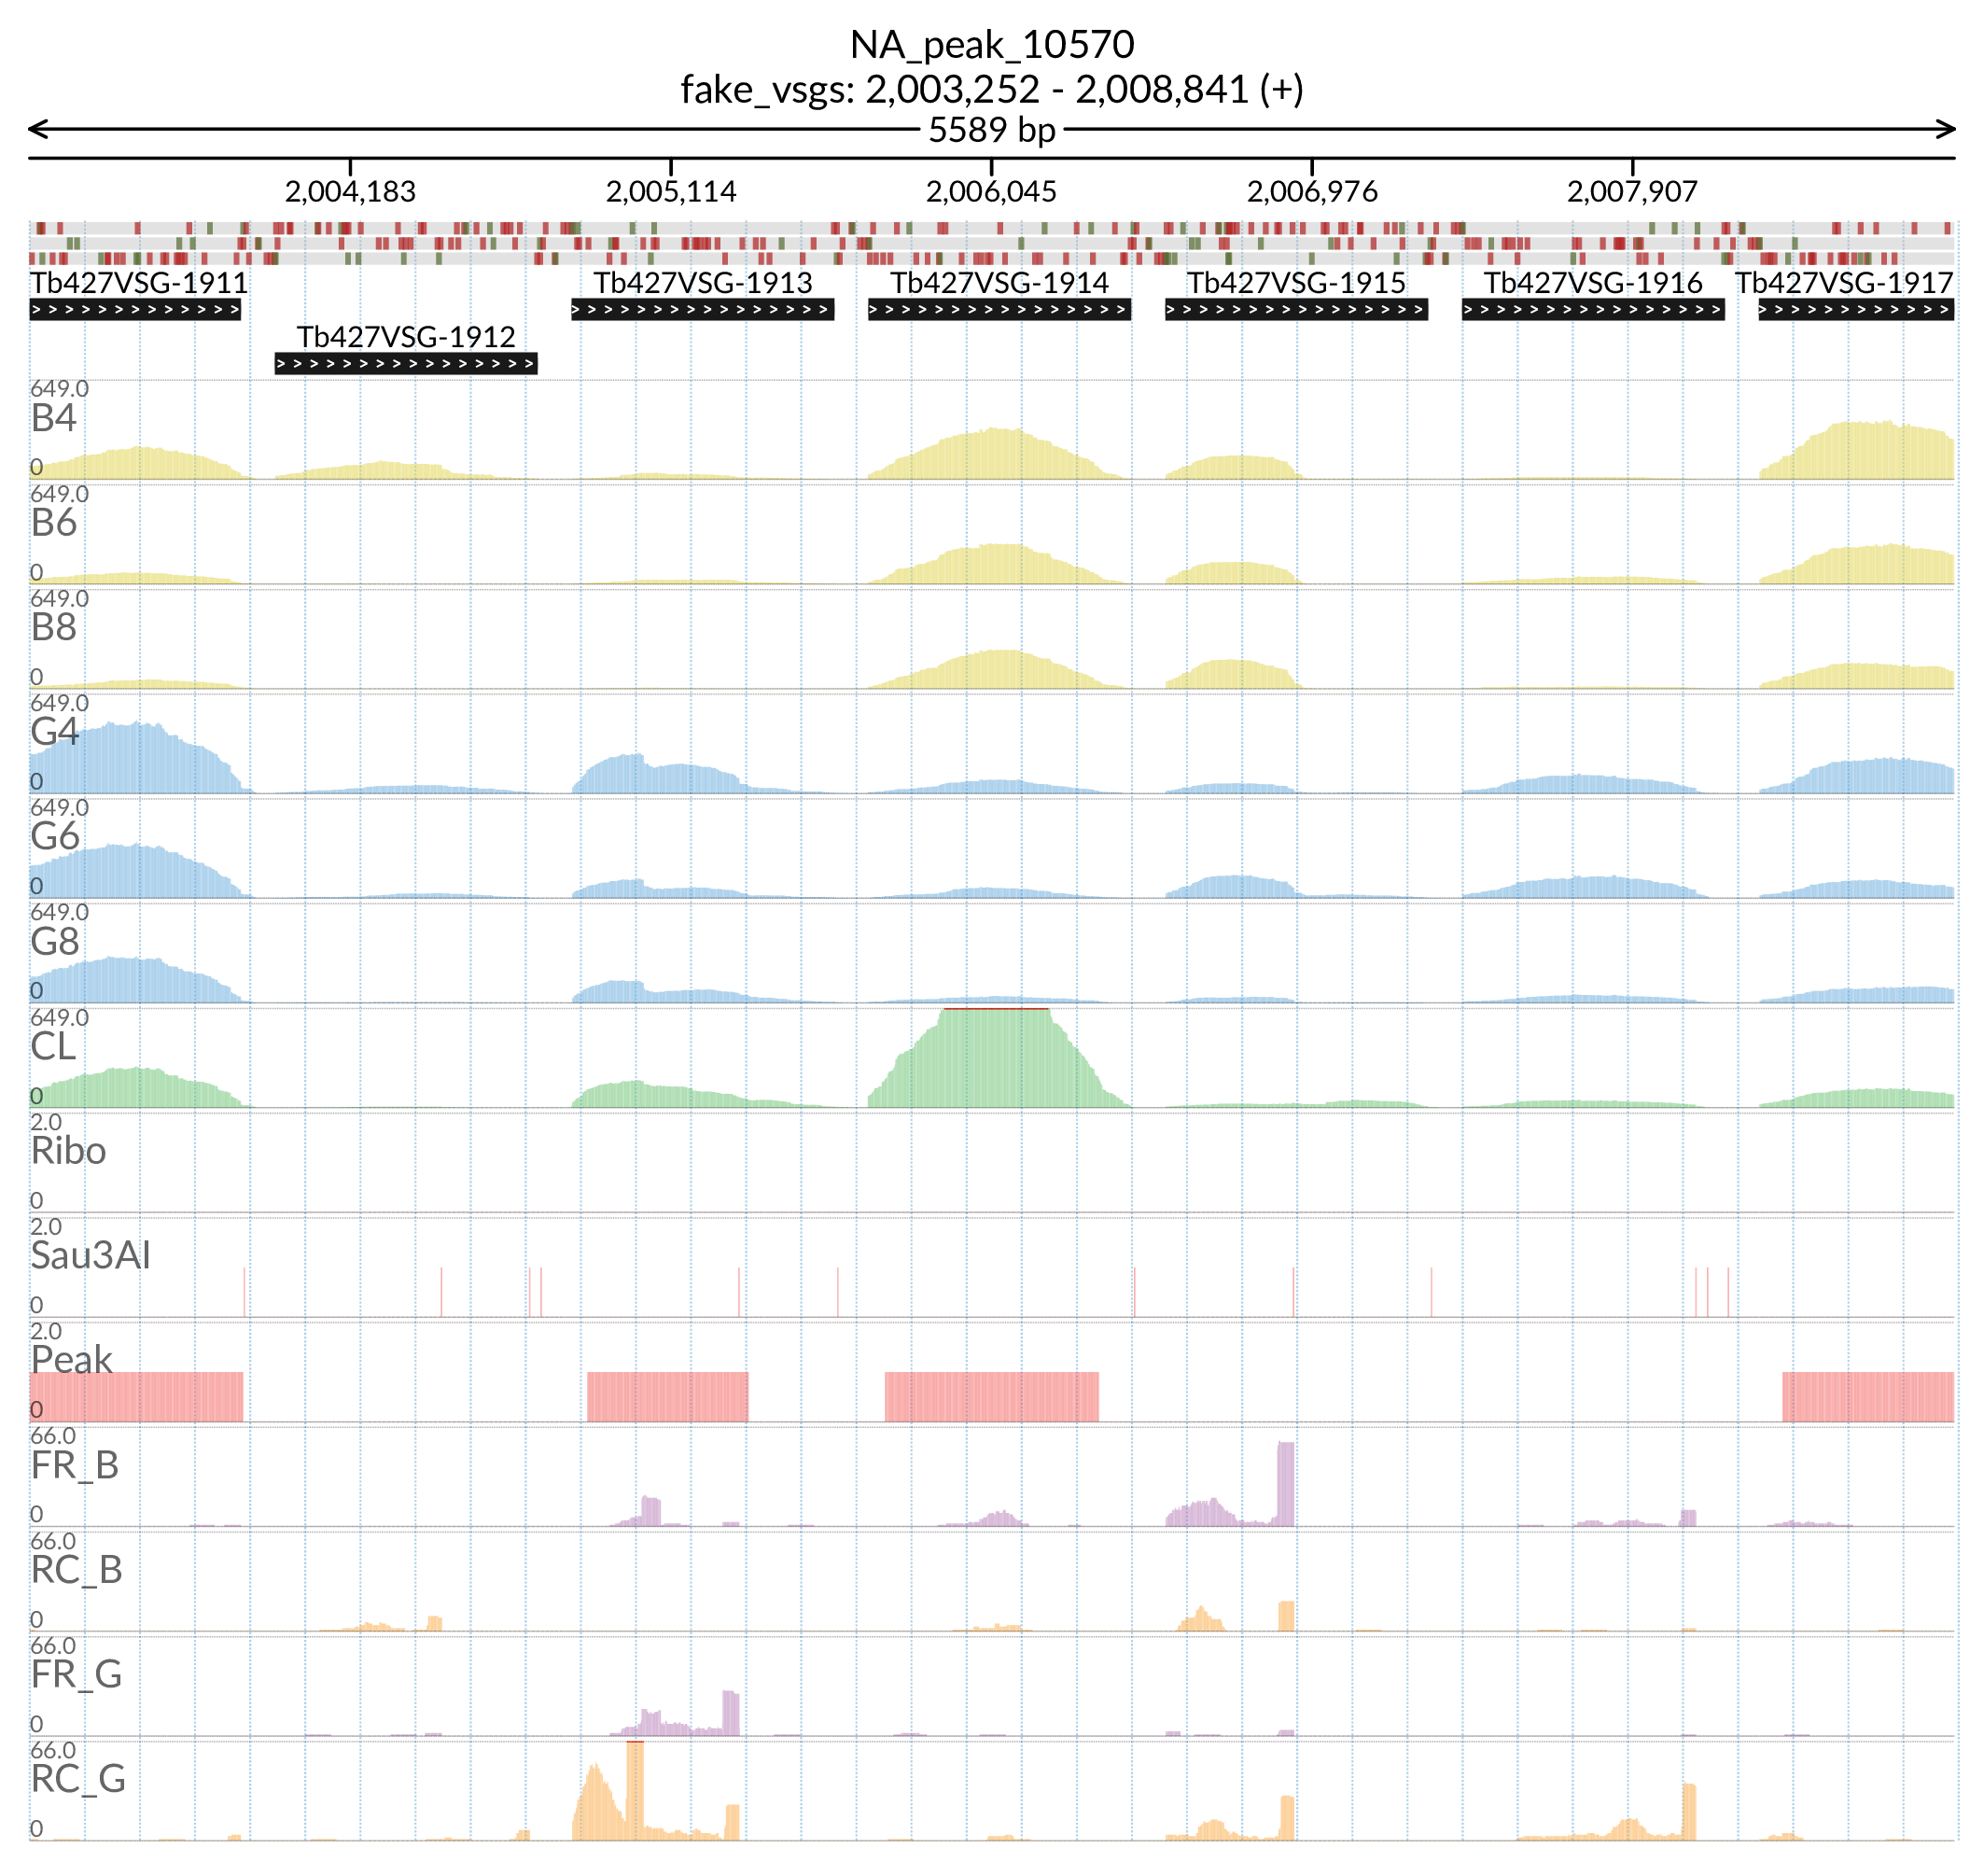 NA_peak_10570
fake_vsgs: 2,003,252 - 2,008,841 (+)
5589 bp
2,004,183 2,005,114 2,006,045 2,006,976 2,007,907
Tb427VSG-1911 Tb427VSG-1913 Tb427VSG-1914 Tb427VSG-1915 Tb427VSG-1916 Tb427VSG-1917
Tb427VSG-1912
649.0
B4
0
649.0
B6
0
649.0
B8
0
649.0
G4
0
649.0
G6
0
649.0
G8
0
649.0
CL
0
2.0
Ribo
0
2.0
Sau3AI
0
2.0
Peak
0
66.0
FR_B
0
66.0
RC_B
0
66.0
FR_G
0
66.0
RC_G
0